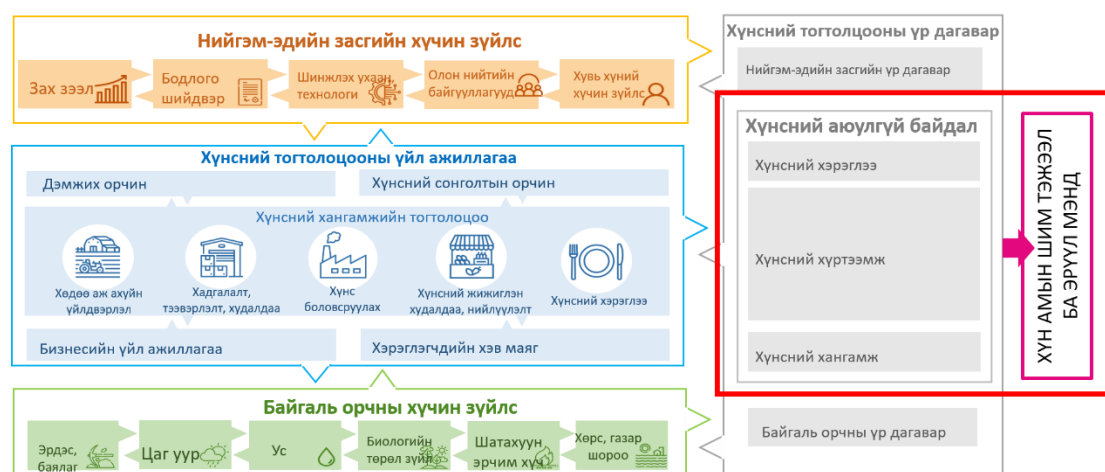 Нийгэм-эдийн засгийн хүчин зүйлс
Зах зээл
Бодлого
шийдвэр
Шинжлэх ухаан,
технологи
Олон нийтийн
байгууллагууд
Хувь хүний
хүчин зүйлс
Хүнсний тогтолцооны үйл ажиллагаа
Дэмжих орчин
Хүнсний сонголтын орчин
Хүнсний хангамжийн тогтолцоо
Хөдөө аж ахуйн
үйлдвэрлэл
Хадгалалт,
тээвэрлэлт, худалдаа
Хүнс
боловсруулах
Хүнсний жижиглэн
худалдаа, нийлүүлэлт
Хүнсний хэрэглээ
Бизнесийн үйл ажиллагаа
Хэрэглэгчдийн хэв маяг
Байгаль орчны хүчин зүйлс
Эрдэс,
баялаг
Цаг уур
Ус
Биологийн
төрөл зүйл
Шатахуун
эрчим хүч
Хөрс, газар
шороо
Хүнсний тогтолцооны үр дагавар
Нийгэм-эдийн засгийн үр дагавар
Хүнсний аюулгүй байдал
Хүнсний хэрэглээ
Хүнсний хүртээмж
Хүнсний хангамж
Байгаль орчны үр дагавар
ХҮН АМЫН ШИМ ТЭЖЭЭЛ
БА ЭРҮҮЛ МЭНД